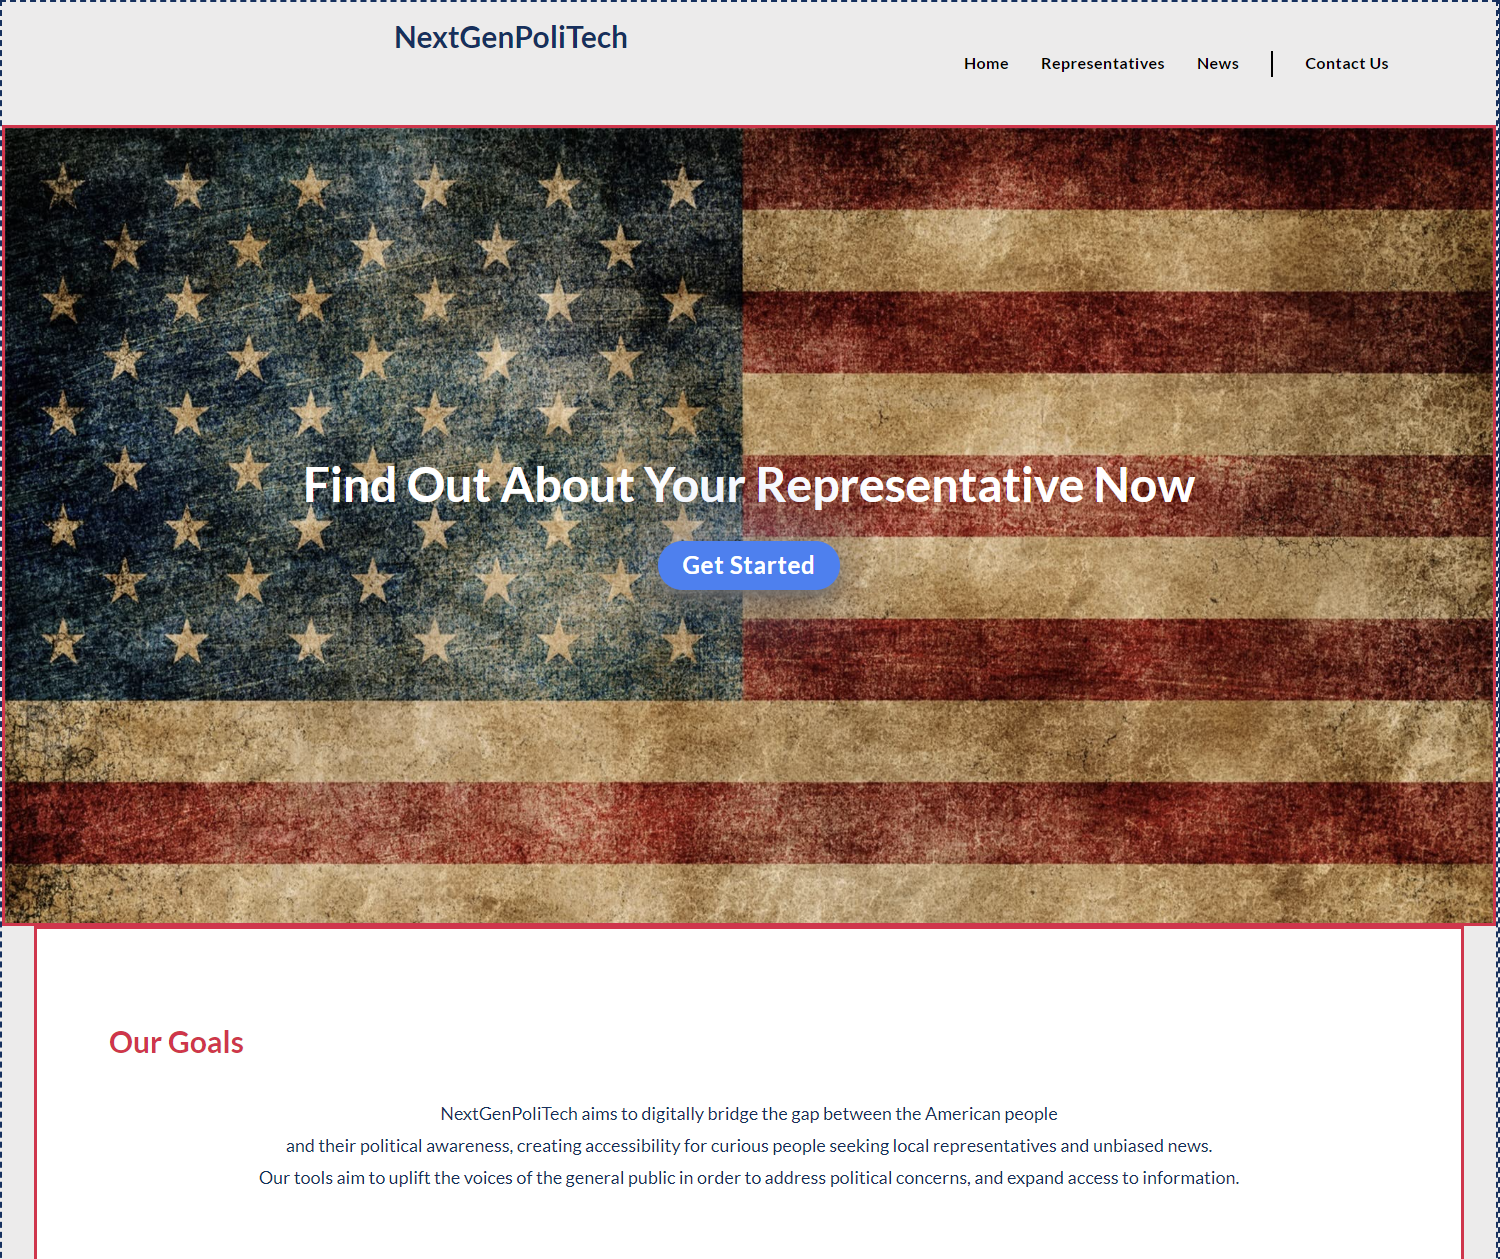 NextGenPoliTech
Home Representatives News Contact Us
Find Out About Your Representative Now
Get Started
Our Goals
NextGenPoliTech aims to digitally bridge the gap between the American people
and their political awareness, creating accessibility for curious people seeking local representatives and unbiased news.
Our tools aim to uplift the voices of the general public in order to address political concerns, and expand access to information.